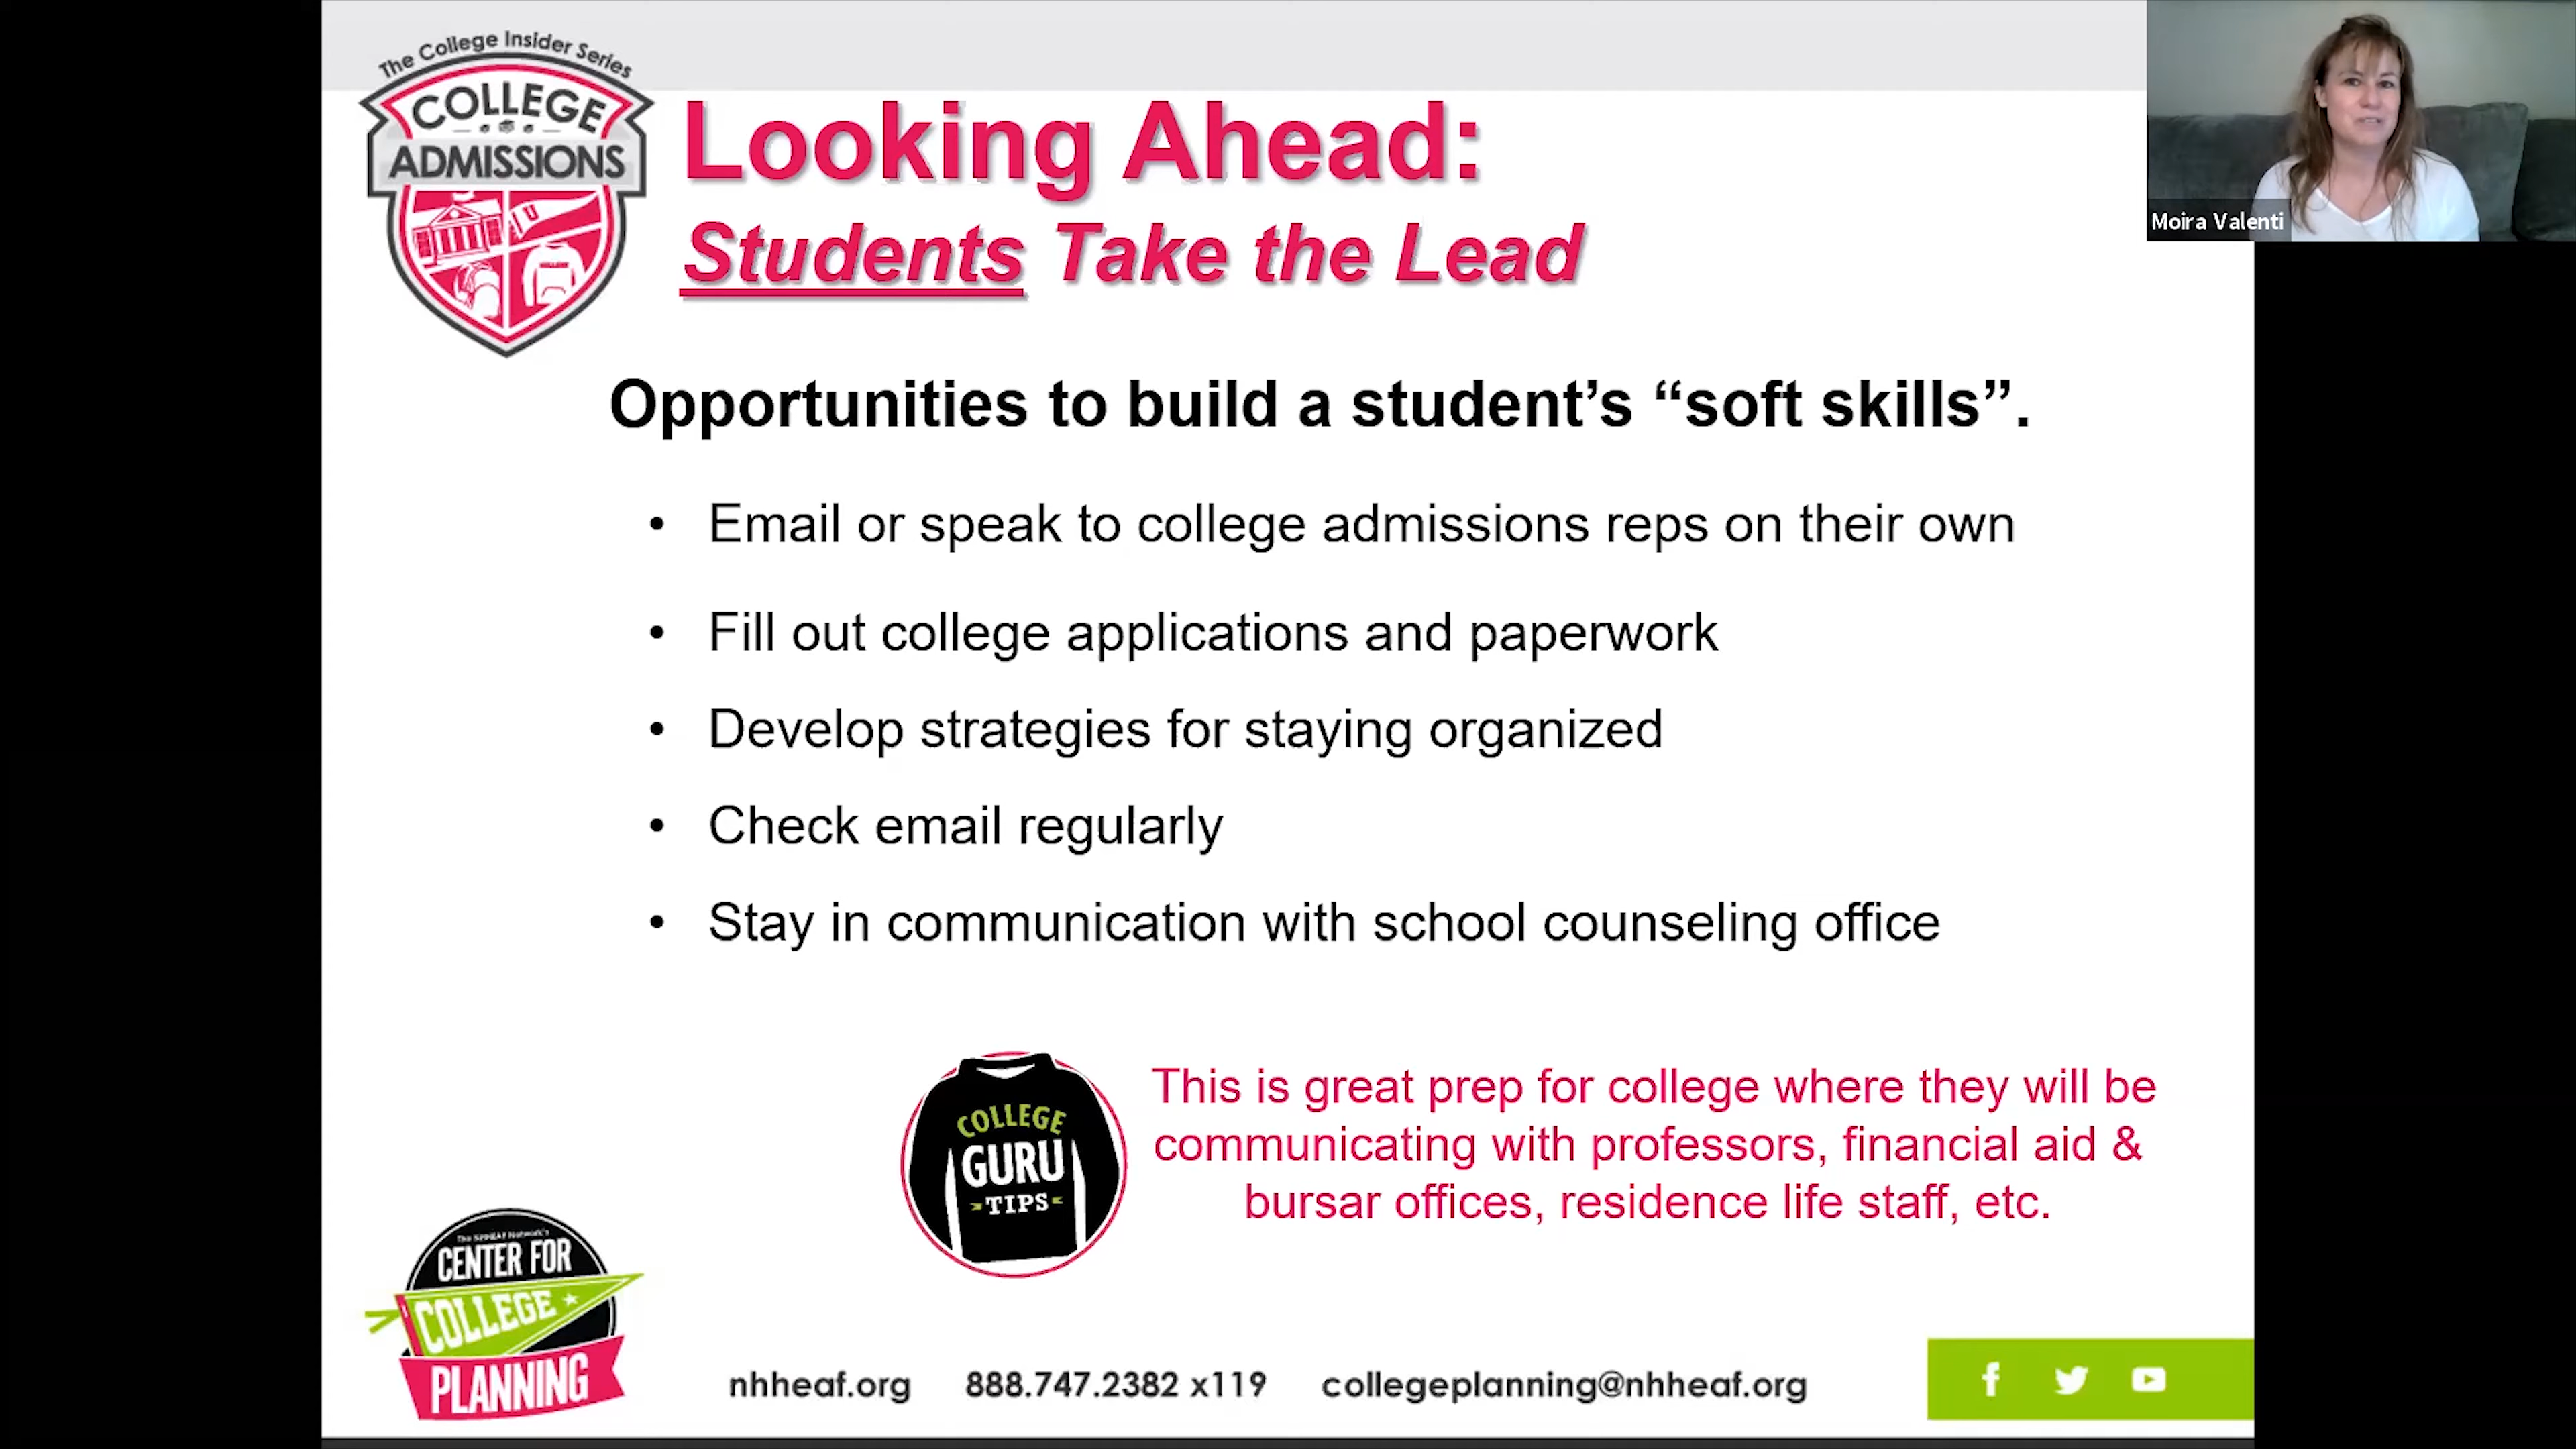 The College Insider Series
COLLEGE
ADMISSIONS
U
Looking Ahead:
Students Take the Lead
Moira Valenti
Opportunities to build a student’s “soft skills”.
• Email or speak to college admissions reps on their own
• Fill out college applications and paperwork
• Develop strategies for staying organized
• Check email regularly
• Stay in communication with school counseling office
COLLEGE
GURU
TIPS
This is great prep for college where they will be
communicating with professors, financial aid &
bursar offices, residence life staff, etc.
The NHHEAF Network's
CENTER FOR
COLLEGE
PLANNING
nhheaf.org 888.747.2382 x119 collegeplanning@nhheaf.org